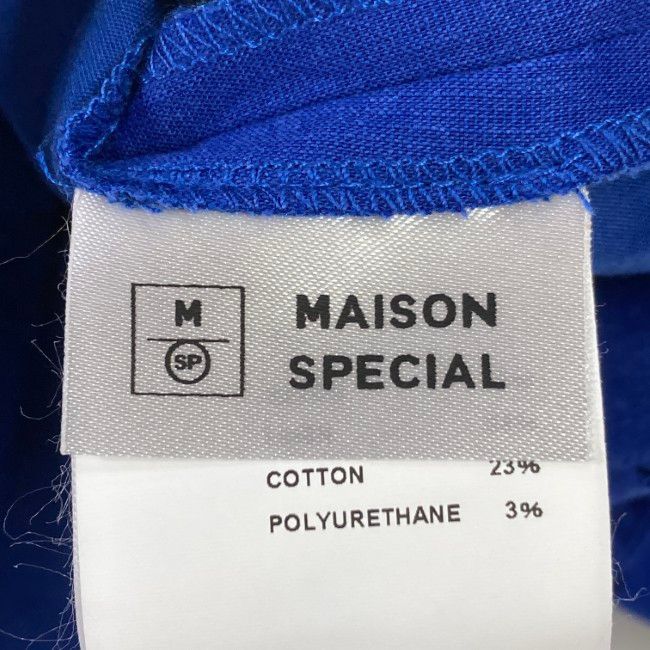 M
SP
MAISON
SPECIAL
COTTON 23%
POLYURETHANE 3%